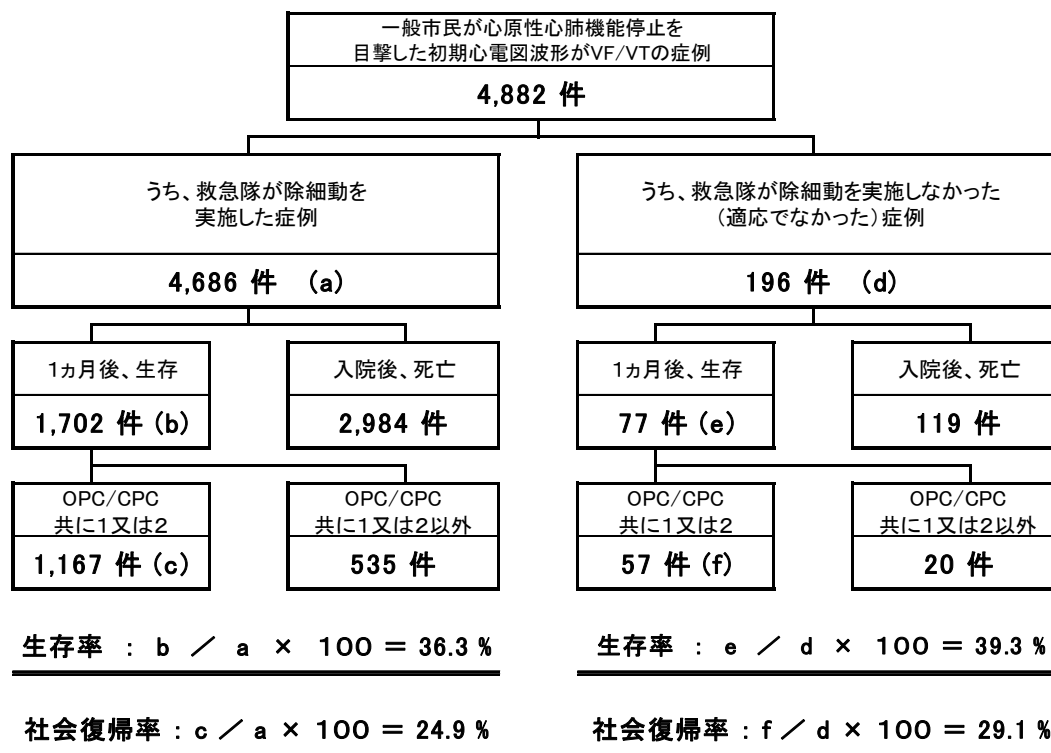 一般市民が心原性心肺機能停止を
目撃した初期心電図波形がVF/VTの症例
4,882 件
うち、救急隊が除細動を
実施した症例
4,686 件 (a)
うち、救急隊が除細動を実施しなかった
(適応でなかった)症例
196 件 (d)
1ヵ月後、生存
1,702 件 (b)
入院後、死亡
2,984 件
1ヵ月後、生存
77 件 (e)
入院後、死亡
119 件
OPC/CPC
共に1又は2
1,167 件 (c)
OPC/CPC
共に1又は2以外
535 件
OPC/CPC
共に1又は2
57 件 (f)
OPC/CPC
共に1又は2以外
20 件
生存率 : b / a × 100 = 36.3 %
生存率 : e / d × 100 = 39.3 %
社会復帰率 : c / a × 100 = 24.9 %
社会復帰率 : f / d × 100 = 29.1 %